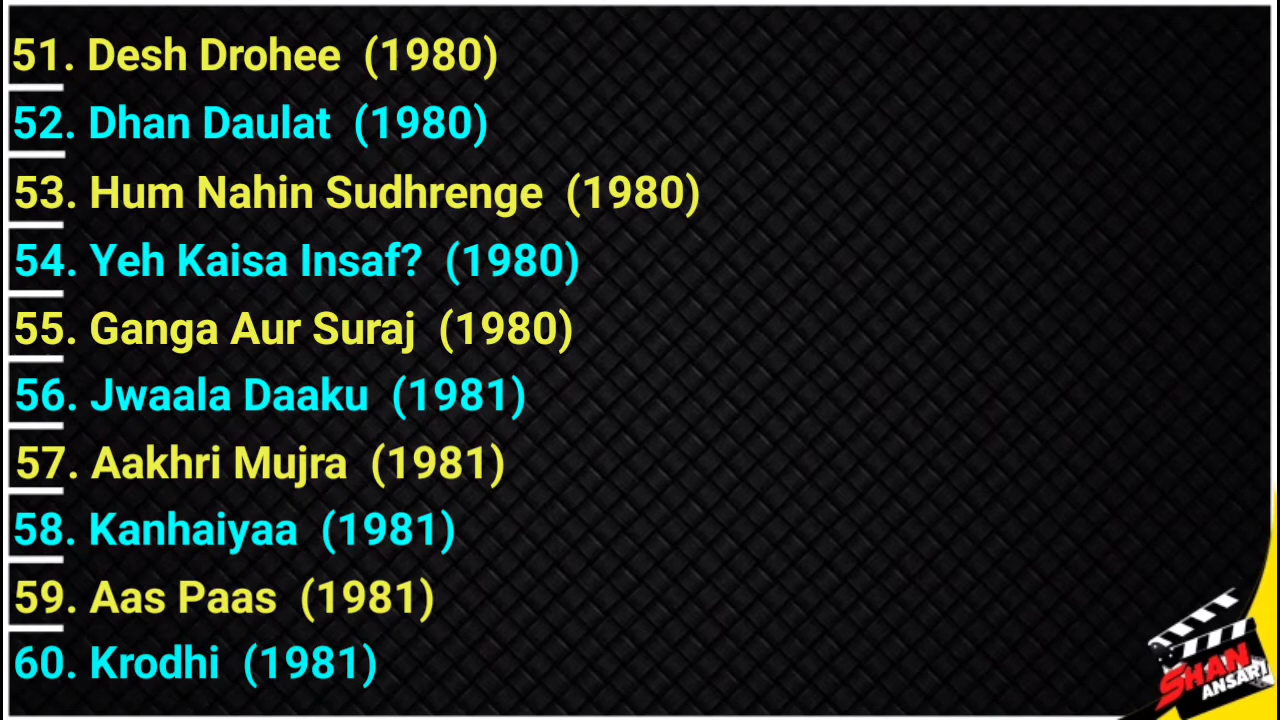 51. Desh Drohee (1980)
52. Dhan Daulat (1980)
53. Hum Nahin Sudhrenge (1980)
54. Yeh Kaisa Insaf? (1980)
55. Ganga Aur Suraj (1980)
56. Jwaala Daaku (1981)
57. Aakhri Mujra (1981)
58. Kanhaiyaa (1981)
59. Aas Paas (1981)
60. Krodhi (1981)
SHAN
ANSARI